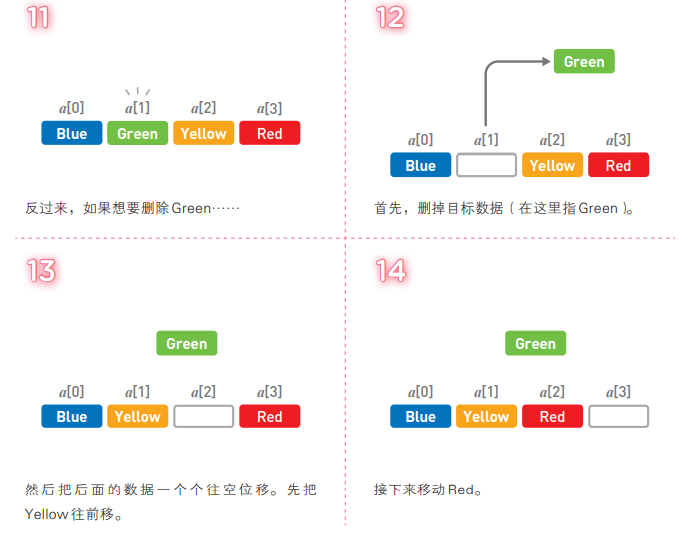 11
a[0] a[1] a[2] a[3]
Blue Green Yellow Red
反过来，如果想要删除Green……
12
Green
a[0] a[1] a[2] a[3]
Blue Yellow Red
首先，删掉目标数据（在这里指Green）。
13
Green
a[0] a[1] a[2] a[3]
Blue Yellow Red
然后把后面的数据一个个往空位移。先把
Yellow往前移。
14
Green
a[0] a[1] a[2] a[3]
Blue Yellow Red
接下来移动Red。